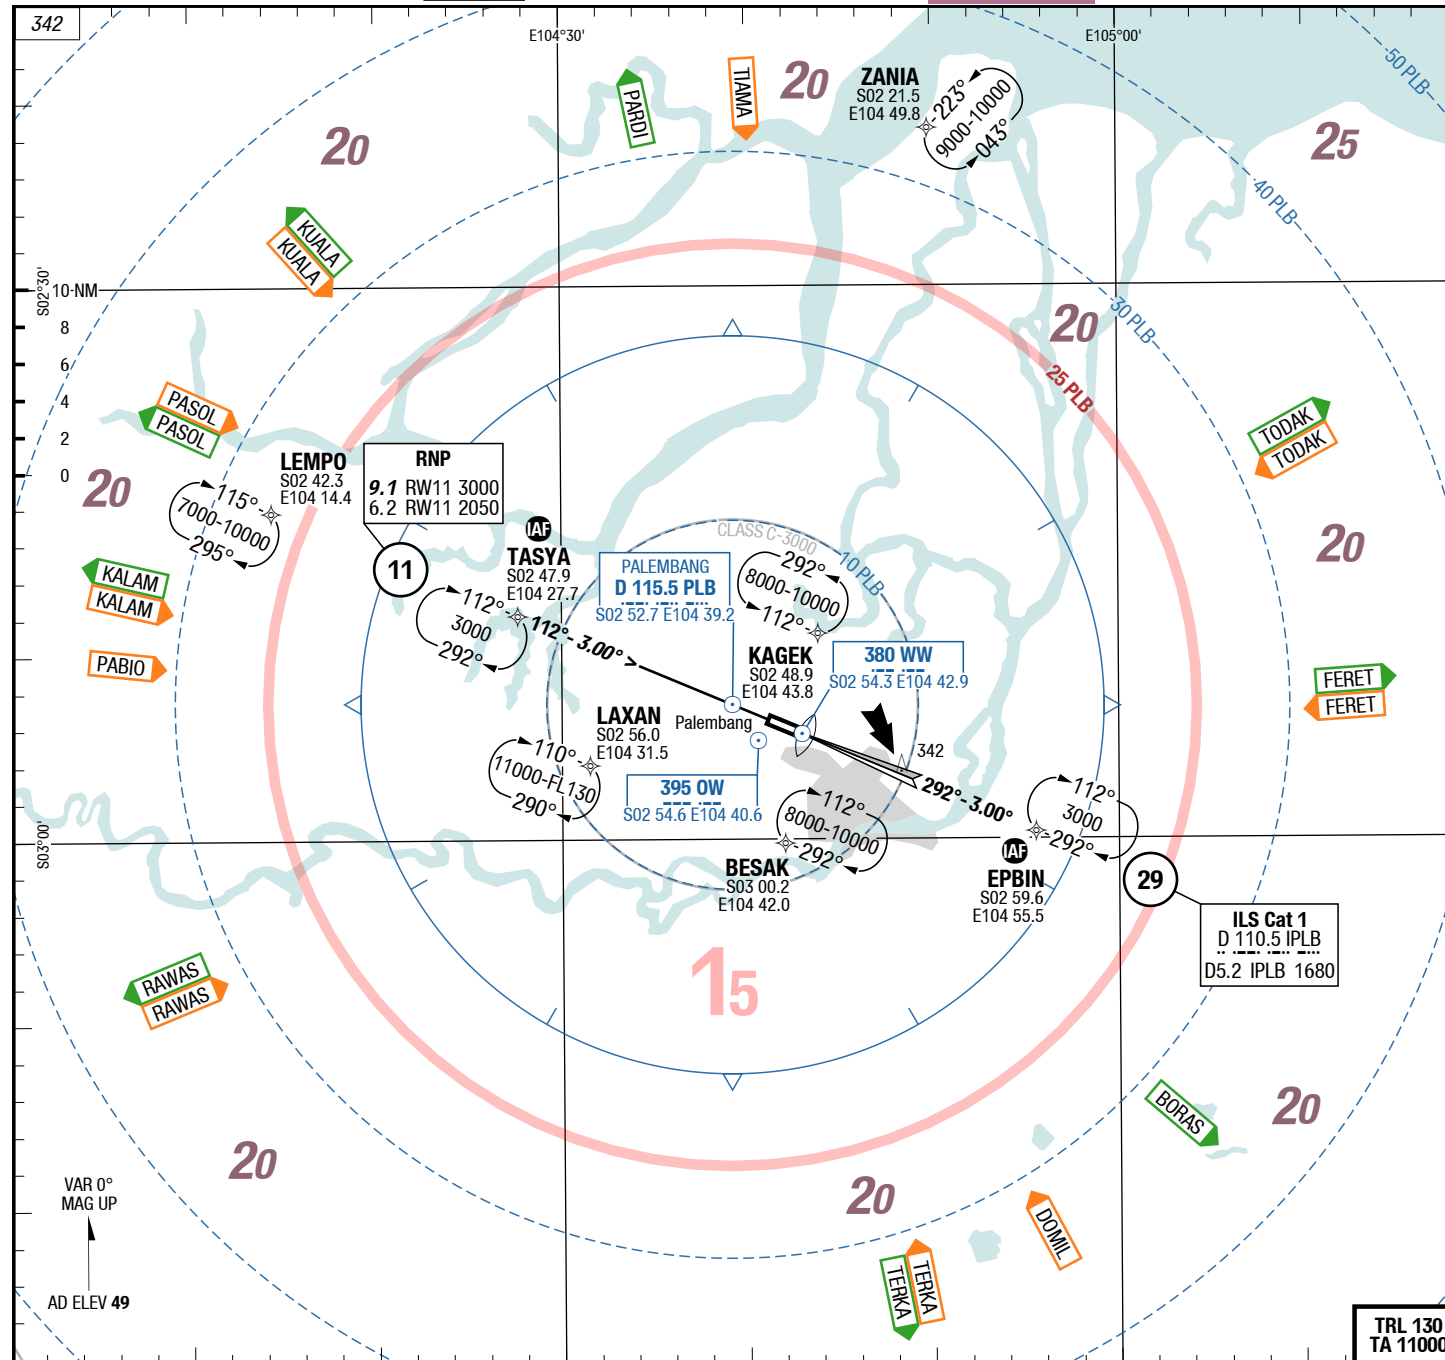 342
E104°30'
E105°00'
50 PLB
20
ZANIA
S02 21.5
E104 49.8
223°
9000-10000
043°
TIAMA
PARDI
20
25
40 PLB
KUALA
KUALA
S02°30'
10 NM
8
6
4
2
0
20
30 PLB
25 PLB
PASOL
PASOL
TODAK
TODAK
LEMPO
S02 42.3
E104 14.4
RNP
9.1 RW11 3000
6.2 RW11 2050
20
115°
7000-10000
295°
11
IAF
TASYA
S02 47.9
E104 27.7
CLASS C-3000
10 PLB
292°
8000-10000
112°
20
PALEMBANG
D 115.5 PLB
S02 52.7 E104 39.2
KALAM
KALAM
112°
3000
292°
112°-3.00° >
KAGEK
S02 48.9
E104 43.8
380 WW
S02 54.3 E104 42.9
PABIO
FERET
FERET
LAXAN
S02 56.0
E104 31.5
Palembang
342
110°
11000-FL130
290°
395 OW
S02 54.6 E104 40.6
292°-3.00°
112°
3000
292°
112°
8000-10000
292°
S03°00'
BESAK
S03 00.2
E104 42.0
IAF
EPBIN
S02 59.6
E104 55.5
29
ILS Cat 1
D 110.5 IPLB
D5.2 IPLB 1680
15
RAWAS
RAWAS
BORAS
20
20
20
VAR 0°
MAG UP
DOMIL
TERKA
TERKA
AD ELEV 49
TRL 130
TA 11000